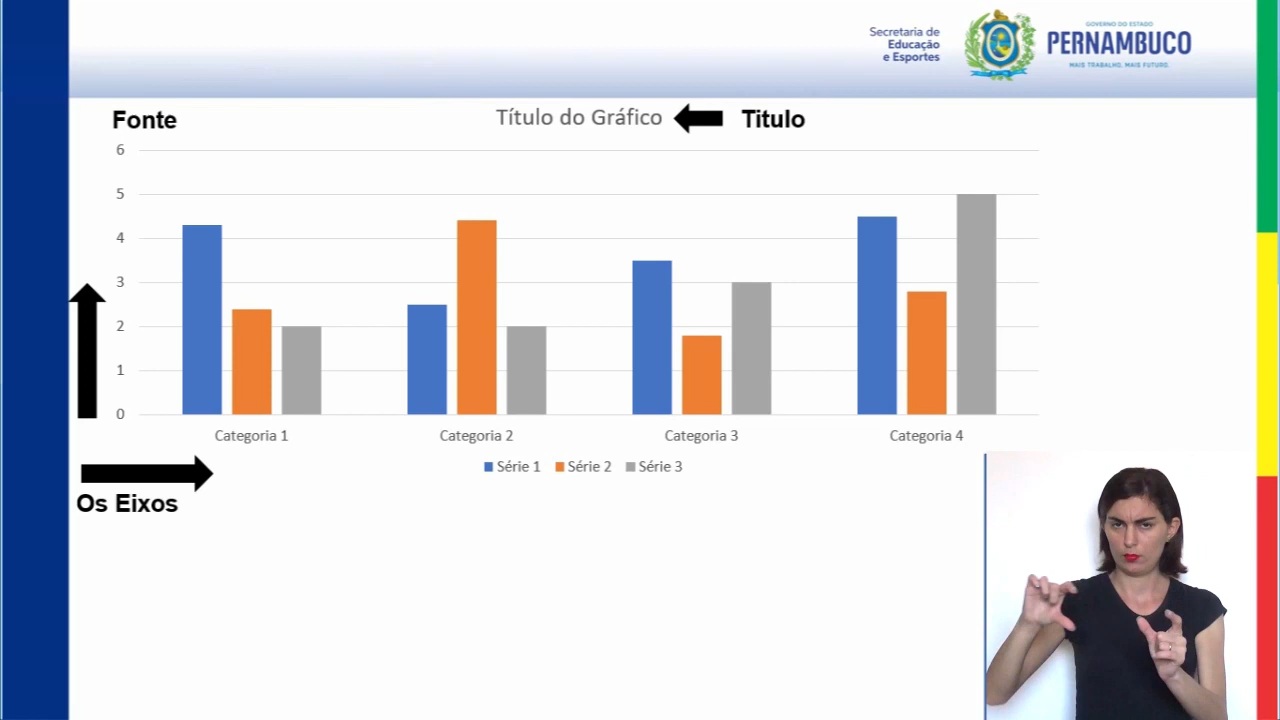 Secretaria de
Educação
e Esportes
GOVERNO DO ESTADO
PERNAMBUCO
MAIS TRABALHO, MAIS FUTURO.
Fonte
Título do Gráfico
Titulo
6
5
4
3
2
1
0
Categoria 1
Categoria 2
Categoria 3
Categoria 4
Série 1
Série 2
Série 3
Os Eixos